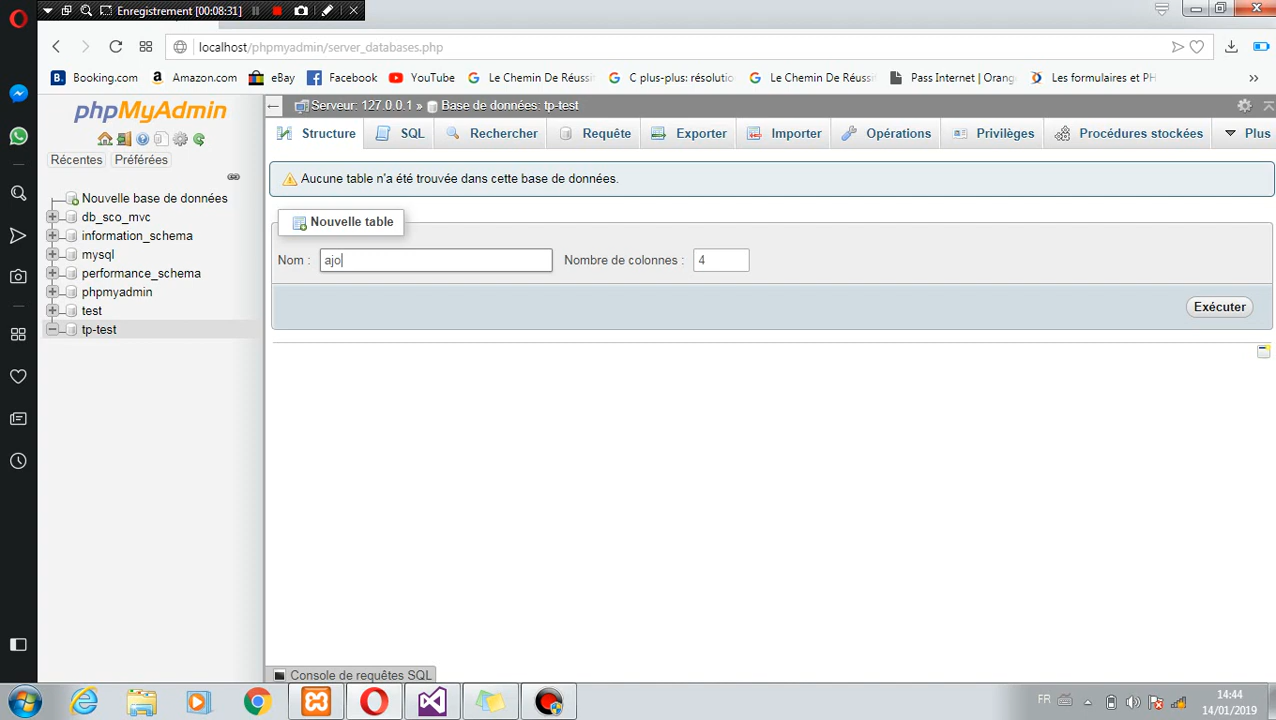 Enregistrement [00:08:31]
localhost/phpmyadmin/server_databases.php
B. Booking.com Amazon.com eBay Facebook YouTube Le Chemin De Réussi C plus-plus: résolutio Le Chemin De Réussi Pass Internet | Orang Les formulaires et PH »
phpMyAdmin
Récentes Préférées
Nouvelle base de données
db_sco_mvc
information_schema
mysql
performance_schema
phpmyadmin
test
tp-test
Serveur: 127.0.0.1 » Base de données: tp-test
Structure SQL Rechercher Requête Exporter Importer Opérations Privilèges Procédures stockées Plus
Aucune table n'a été trouvée dans cette base de données.
Nouvelle table
Nom : ajo Nombre de colonnes : 4
Exécuter
Console de requêtes SQL
FR 14:44
14/01/2019